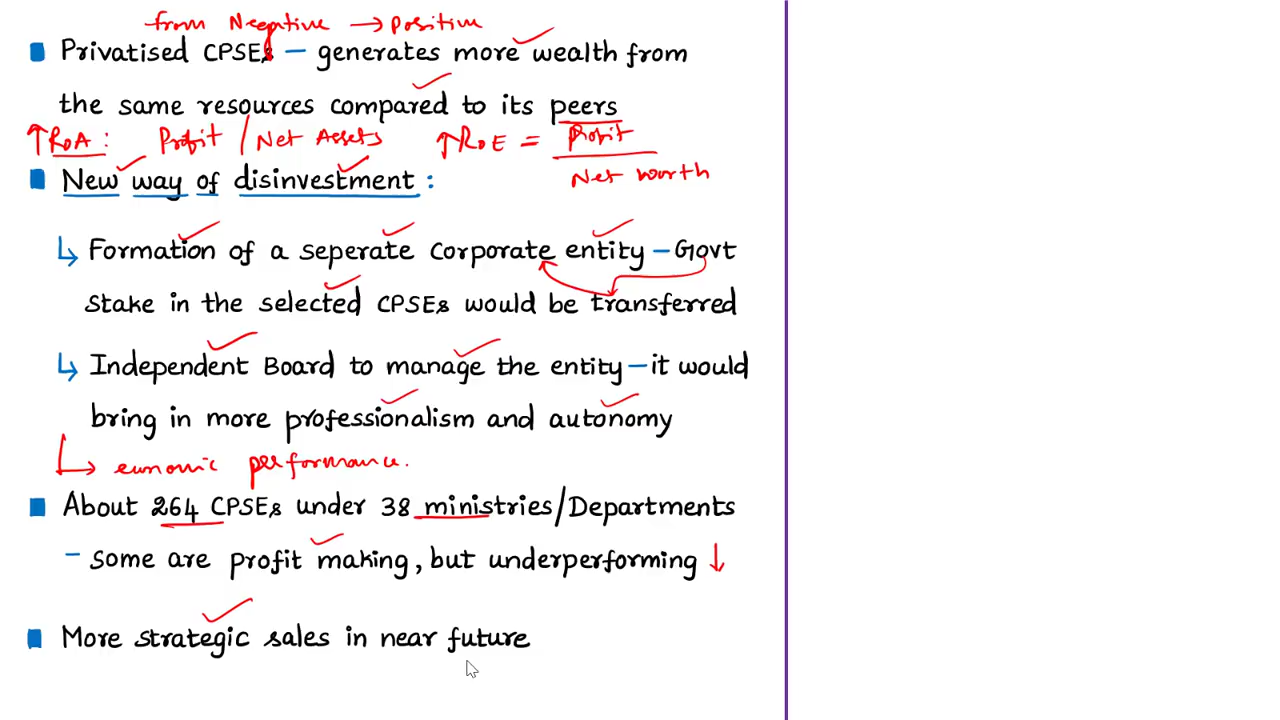 from Negative → positive
Privatised CPSEs – generates more wealth from
the same resources compared to its peers
↑RoA : Profit / Net Assets ↑RoE = Profit
Net worth
New way of disinvestment :
↳ Formation of a seperate Corporate entity – Govt
stake in the selected CPSEs would be transferred
↳ Independent Board to manage the entity – it would
bring in more professionalism and autonomy
↳ eunomic performance.
About 264 CPSEs under 38 ministries/Departments
– some are profit making, but underperforming ↓
More strategic sales in near future